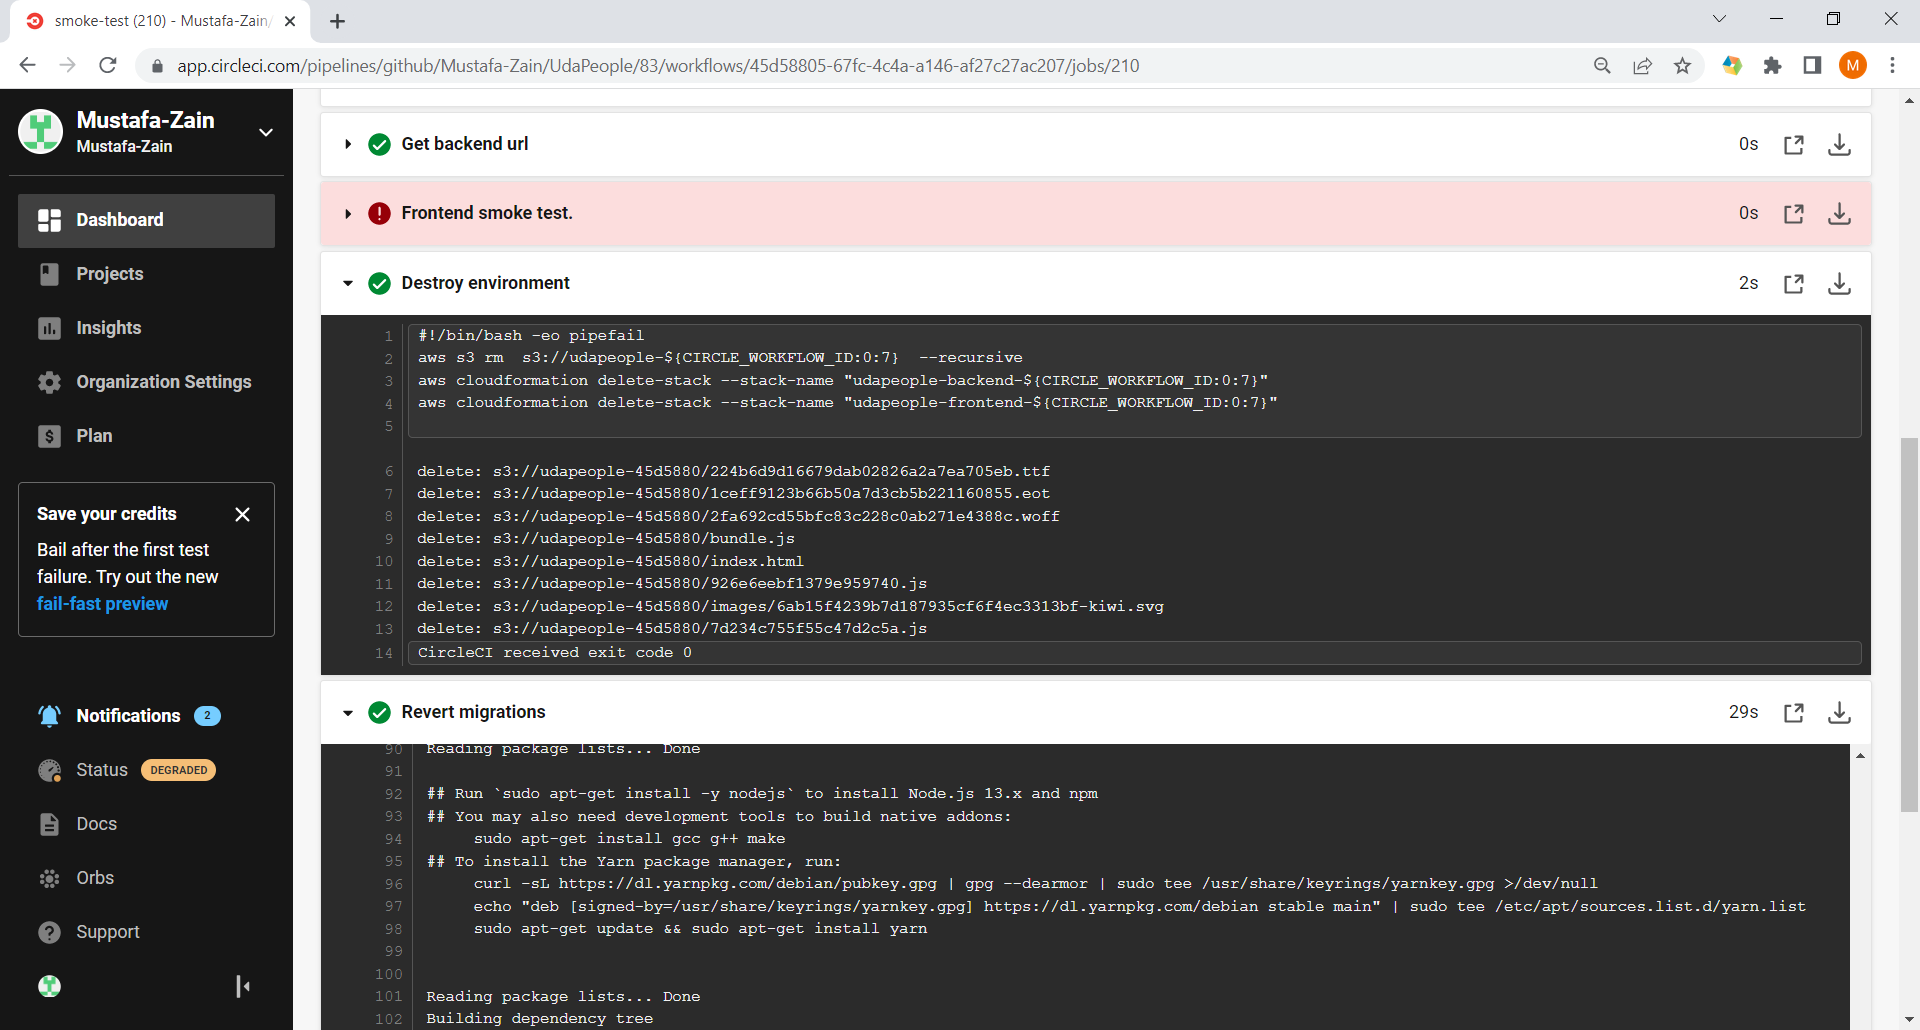 smoke-test (210) - Mustafa-Zain/
app.circleci.com/pipelines/github/Mustafa-Zain/UdaPeople/83/workflows/45d58805-67fc-4c4a-a146-af27c27ac207/jobs/210
M
Mustafa-Zain
Mustafa-Zain
Dashboard
Projects
Insights
Organization Settings
Plan
Save your credits
Bail after the first test
failure. Try out the new
fail-fast preview
Notifications 2
Status DEGRADED
Docs
Orbs
Support
Get backend url 0s
Frontend smoke test. 0s
Destroy environment 2s
1 #!/bin/bash -eo pipefail
2 aws s3 rm  s3://udapeople-${CIRCLE_WORKFLOW_ID:0:7}  --recursive
3 aws cloudformation delete-stack --stack-name "udapeople-backend-${CIRCLE_WORKFLOW_ID:0:7}"
4 aws cloudformation delete-stack --stack-name "udapeople-frontend-${CIRCLE_WORKFLOW_ID:0:7}"
5
6 delete: s3://udapeople-45d5880/224b6d9d16679dab02826a2a7ea705eb.ttf
7 delete: s3://udapeople-45d5880/1ceff9123b66b50a7d3cb5b221160855.eot
8 delete: s3://udapeople-45d5880/2fa692cd55bfc83c228c0ab271e4388c.woff
9 delete: s3://udapeople-45d5880/bundle.js
10 delete: s3://udapeople-45d5880/index.html
11 delete: s3://udapeople-45d5880/926e6eebf1379e959740.js
12 delete: s3://udapeople-45d5880/images/6ab15f4239b7d187935cf6f4ec3313bf-kiwi.svg
13 delete: s3://udapeople-45d5880/7d234c755f55c47d2c5a.js
14 CircleCI received exit code 0
Revert migrations 29s
90 Reading package lists... Done
91
92 ## Run `sudo apt-get install -y nodejs` to install Node.js 13.x and npm
93 ## You may also need development tools to build native addons:
94      sudo apt-get install gcc g++ make
95 ## To install the Yarn package manager, run:
96      curl -sL https://dl.yarnpkg.com/debian/pubkey.gpg | gpg --dearmor | sudo tee /usr/share/keyrings/yarnkey.gpg >/dev/null
97      echo "deb [signed-by=/usr/share/keyrings/yarnkey.gpg] https://dl.yarnpkg.com/debian stable main" | sudo tee /etc/apt/sources.list.d/yarn.list
98      sudo apt-get update && sudo apt-get install yarn
99
100
101 Reading package lists... Done
102 Building dependency tree